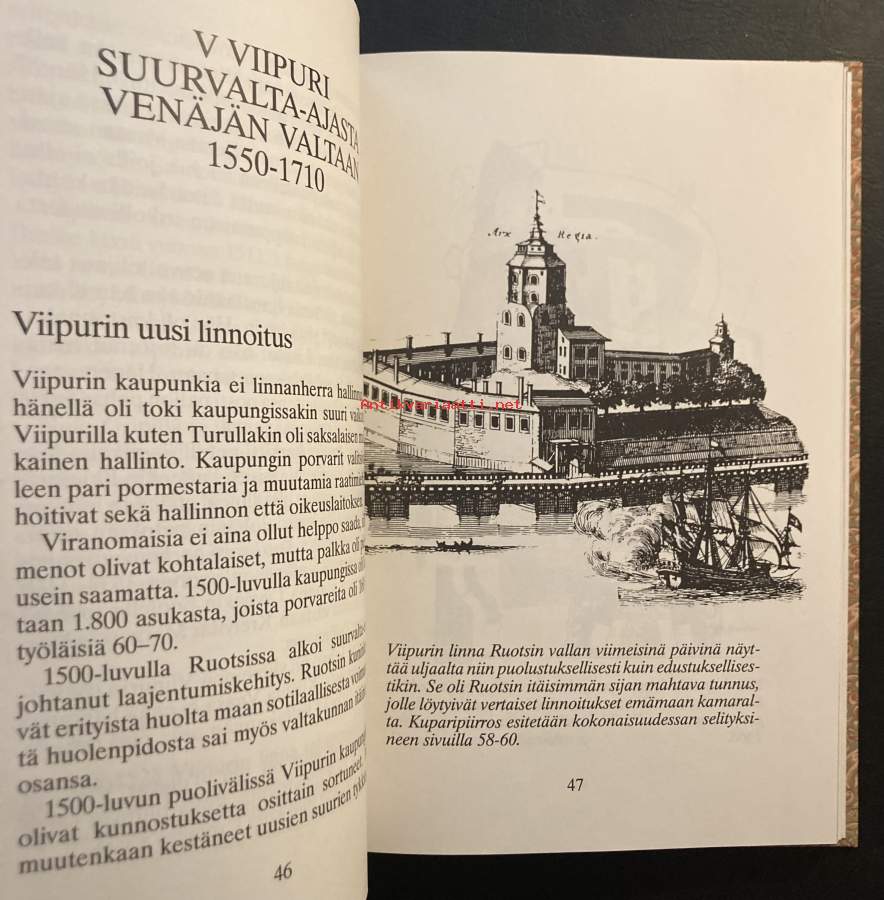 V VIIPURI
SUURVALTA-AJASTA
VENÄJÄN VALTAAN
1550-1710
Viipurin uusi linnoitus
Viipurin kaupunkia ei linnanherra
hänellä oli toki kaupungissakin suuri
Viipurilla kuten Turullakin oli saksalaisen
kainen hallinto. Kaupungin porvarit
leen pari pormestaria ja muutamia
hoitivat sekä hallinnon että oikeuslaitoksen
Viranomaisia ei aina ollut helppo saada,
menot olivat kohtalaiset, mutta palkka oli
usein saamatta. 1500-luvulla kaupungissa
taan 1.800 asukasta, joista porvareita oli
työläisiä 60–70.
1500-luvulla Ruotsissa alkoi
johtanut laajentumiskehitys. Ruotsin
vät erityistä huolta maan sotilaallisesta
tä huolenpidosta sai myös valtakunnan
osansa.
1500-luvun puolivälissä Viipurin
olivat kunnostuksetta osittain sortuneet.
muutenkaan kestäneet uusien suurien
46
Arx Regia.
Antikvariaatti.net
Viipurin linna Ruotsin vallan viimeisinä päivinä näyt-
tää uljaalta niin puolustuksellisesti kuin edustuksellises-
tikin. Se oli Ruotsin itäisimmän sijan mahtava tunnus,
jolle löytyivät vertaiset linnoitukset emämaan kamaral-
ta. Kuparipiirros esitetään kokonaisuudessan selityksi-
neen sivuilla 58-60.
47